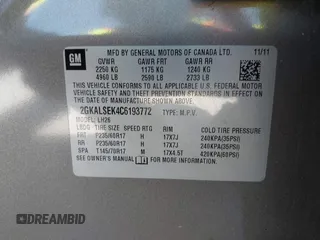 GM
MFD BY GENERAL MOTORS OF CANADA LTD. 11/11
GVWR GAWR FRT GAWR RR
2250 KG 1175 KG 1240 KG
4960 LB 2590 LB 2733 LB
THIS VEHICLE CONFORMS TO ALL APPLICABLE U.S. FEDERAL
MOTOR VEHICLE SAFETY AND THEFT PREVENTION
STANDARDS IN EFFECT ON THE DATE OF
MANUFACTURE SHOWN ABOVE.
2GKALSEK4C6193772 TYPE: M.P.V.
MODEL: LH26
TIRE SIZE SPEED RTG RIM COLD TIRE PRESSURE
FRT P235/60R17 H 17X7J 240KPA(35PSI)
RR P235/60R17 H 17X7J 240KPA(35PSI)
SPA T145/70R17 M 17X4.5T 420KPA(60PSI)
SEE OWNER'S MANUAL FOR ADDITIONAL INFORMATION.
AUTOBIDMASTER